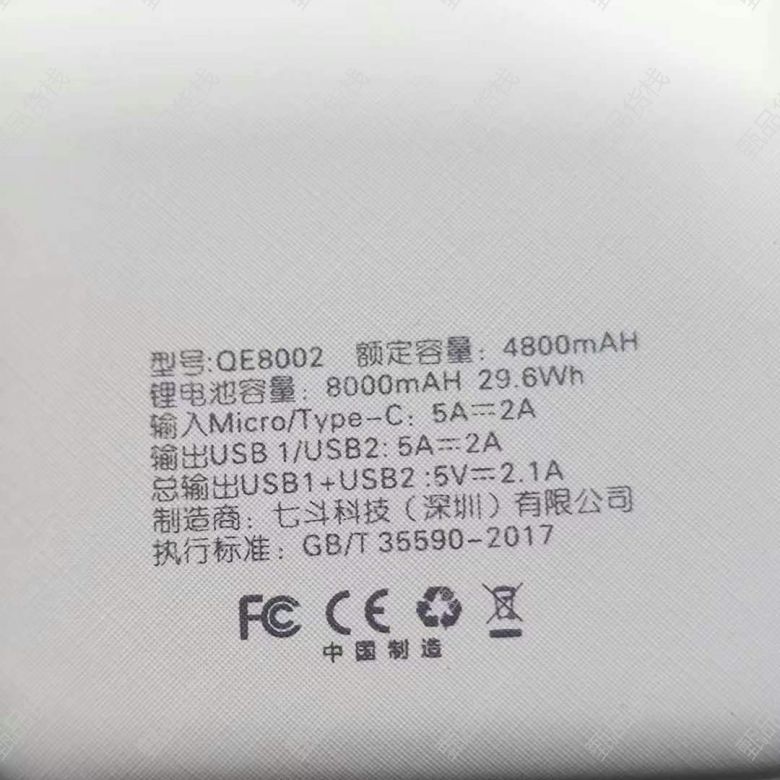 型号:QE8002 额定容量：4800mAH
锂电池容量：8000mAH 29.6Wh
输入Micro/Type-C：5A⎓2A
输出USB 1/USB2: 5A⎓2A
总输出USB1+USB2 :5V⎓2.1A
制造商：七斗科技（深圳）有限公司
执行标准：GB/T 35590-2017
FC CE
中国制造